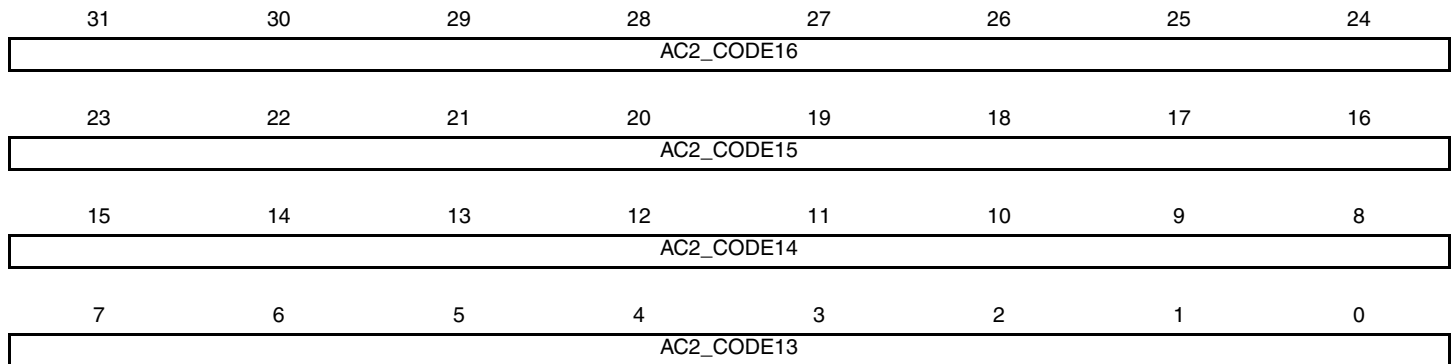 31 30 29 28 27 26 25 24
AC2_CODE16
23 22 21 20 19 18 17 16
AC2_CODE15
15 14 13 12 11 10 9 8
AC2_CODE14
7 6 5 4 3 2 1 0
AC2_CODE13